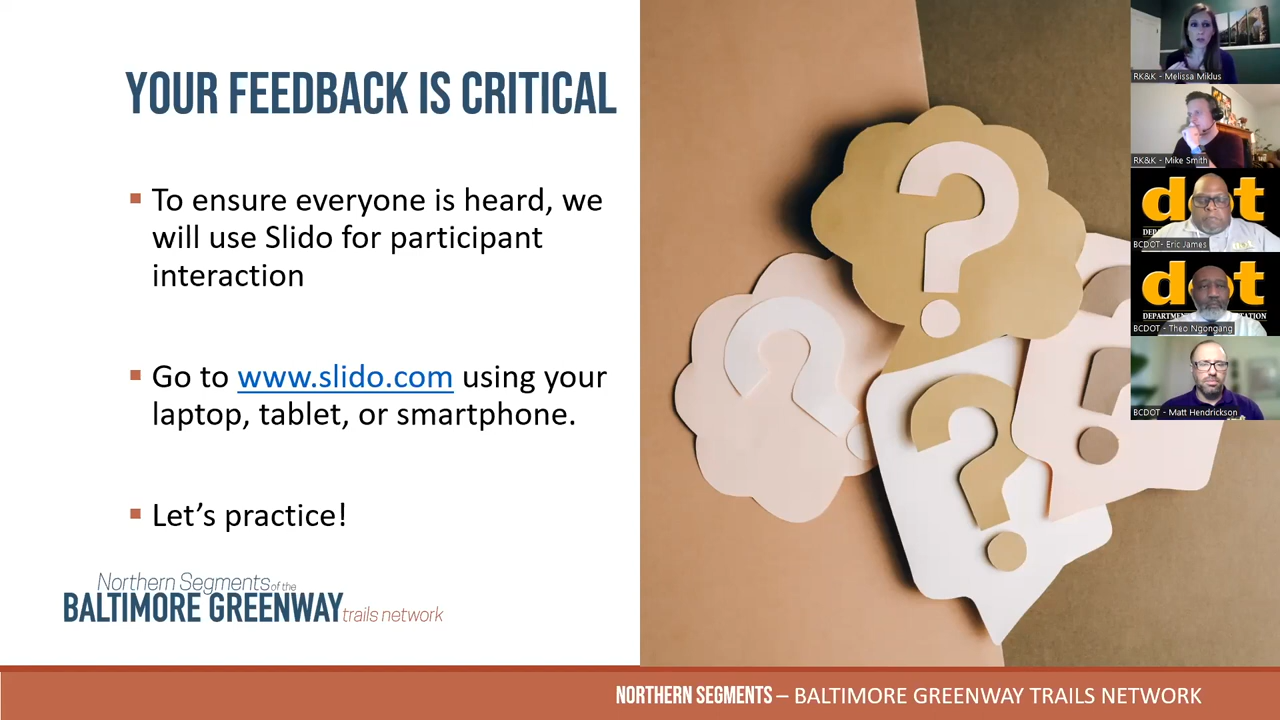 YOUR FEEDBACK IS CRITICAL
▪ To ensure everyone is heard, we
will use Slido for participant
interaction
▪ Go to www.slido.com using your
laptop, tablet, or smartphone.
▪ Let’s practice!
Northern Segments of the
BALTIMORE GREENWAY trails network
NORTHERN SEGMENTS – BALTIMORE GREENWAY TRAILS NETWORK
RK&K - Melissa Miklus
RK&K - Mike Smith
dot
BCDOT- Eric James
dot
BCDOT - Theo Ngongang
BCDOT - Matt Hendrickson